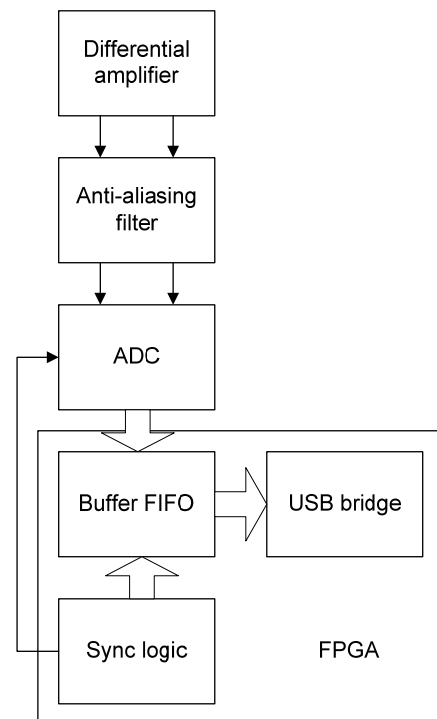 Differential
amplifier
Anti-aliasing
filter
ADC
Buffer FIFO
USB bridge
Sync logic
FPGA